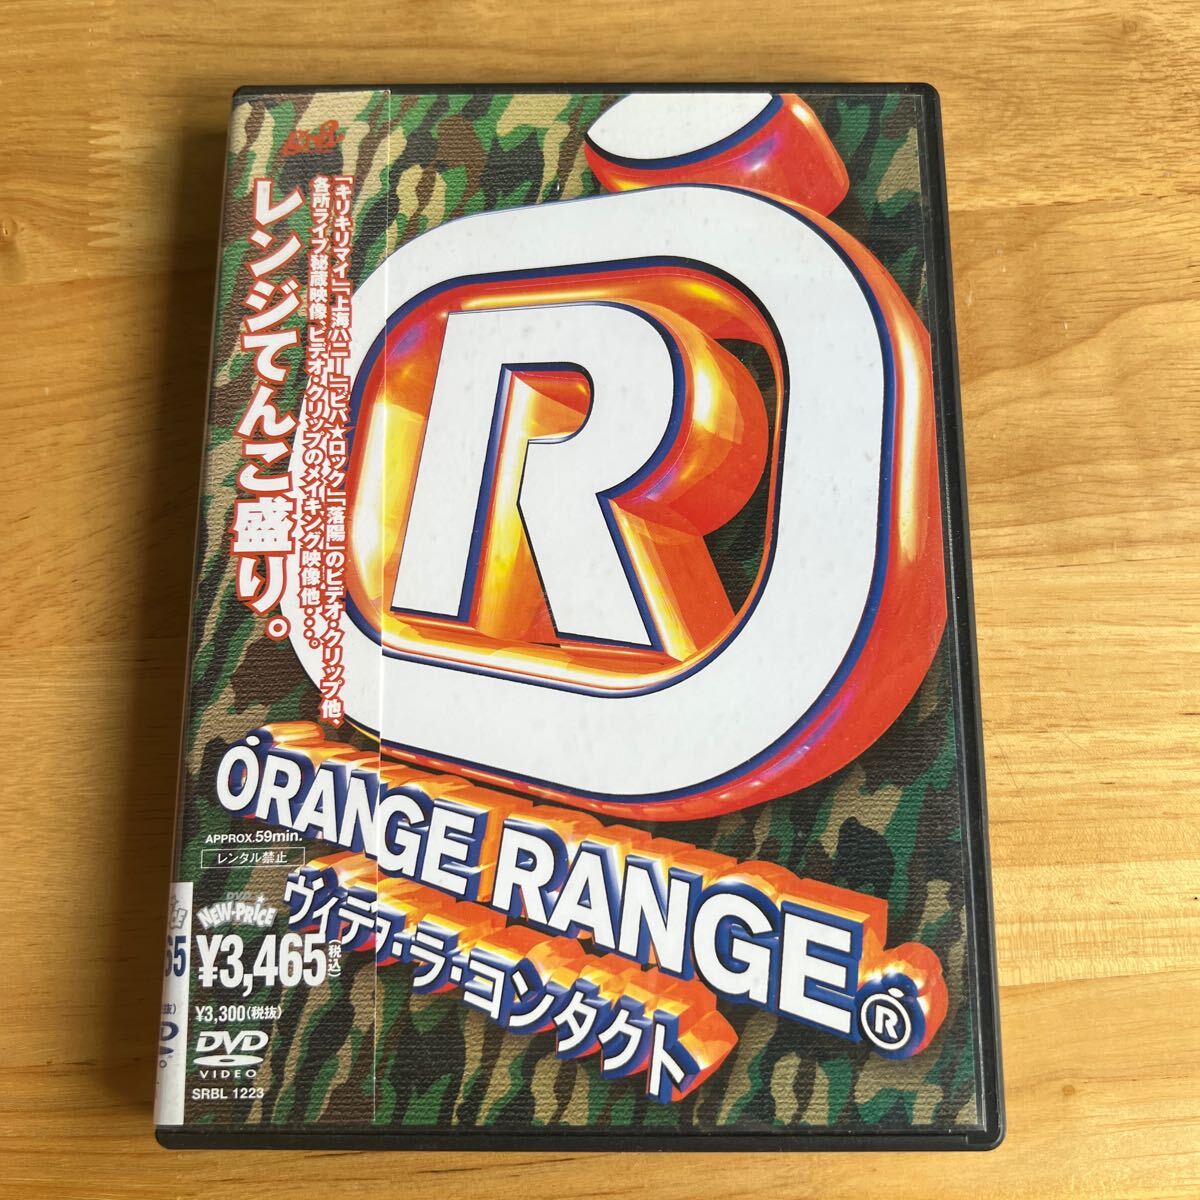 レンジてんこ盛り。
「キリキリマイ」「上海ハニー」「ビバ★ロック」「落陽」のビデオ・クリップ他、
各所ライブ秘蔵映像、ビデオ・クリップのメイキング映像他…。
R
ORANGE RANGE
R
ヴィデヲ・ラ・ヨンタクト
APPROX.59min.
レンタル禁止
NEW-PRICE
¥3,465(税込)
¥3,300(税抜)
DVD
VIDEO
SRBL 1223
65